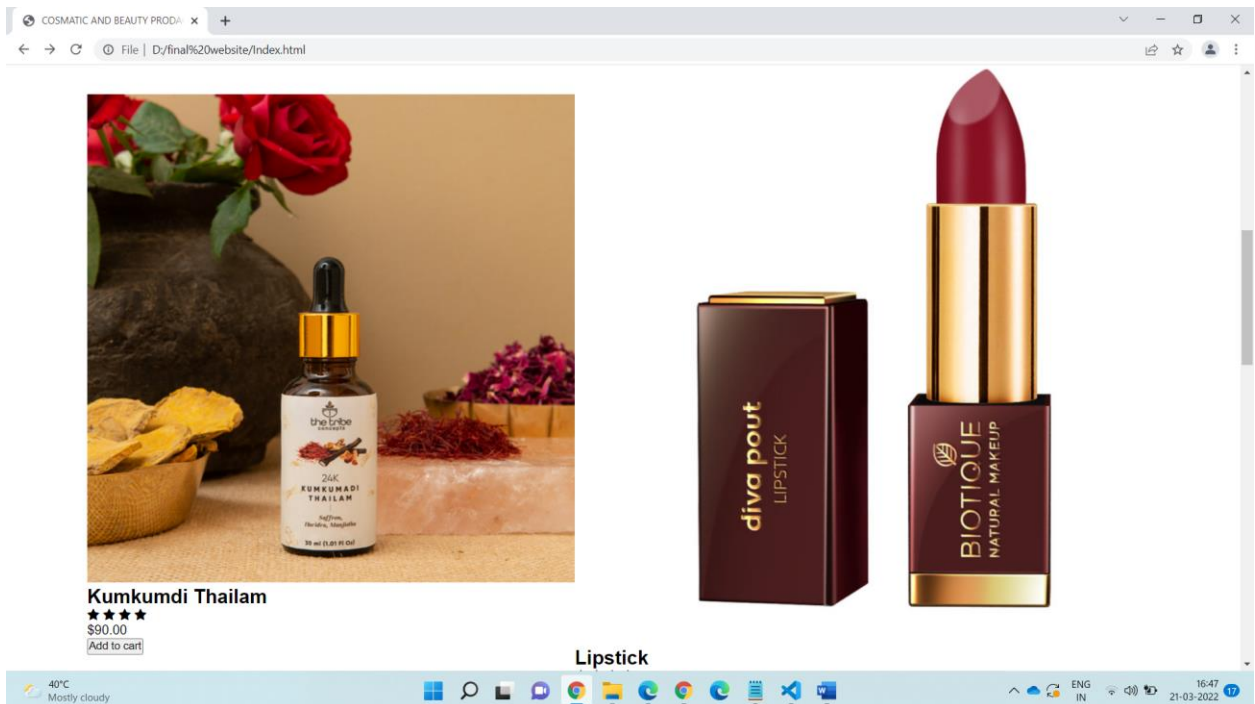 COSMATIC AND BEAUTY PRODA
File | D:/final%20website/Index.html
the tribe
concepts
24K
KUMKUMADI
THAILAM
Saffron,
Haridra, Manjistha
30 ml (1.01 Fl Oz)
Kumkumdi Thailam
$90.00
Add to cart
diva pout
LIPSTICK
BIOTIQUE
NATURAL MAKEUP
Lipstick
40°C
Mostly cloudy
ENG
IN
16:47
21-03-2022
17